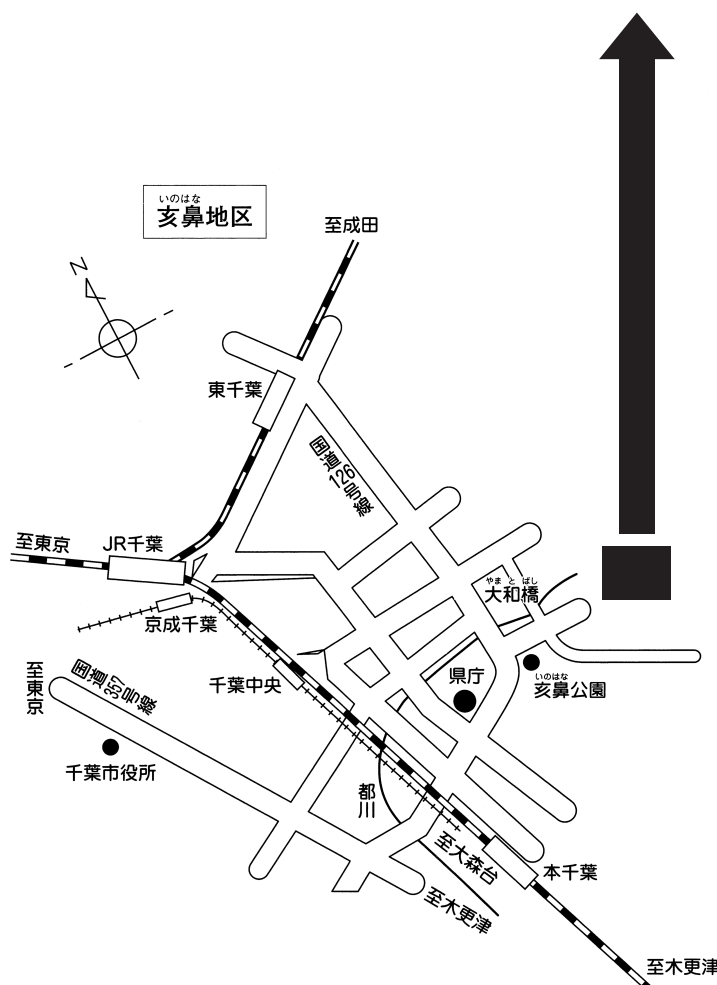 いのはな
亥鼻地区
至成田
N
東千葉
国道126号線
至東京
JR千葉
やまとばし
大和橋
京成千葉
至東京
国道357号線
千葉中央
県庁
いのはな
亥鼻公園
千葉市役所
都川
至大森台
本千葉
至木更津
至木更津